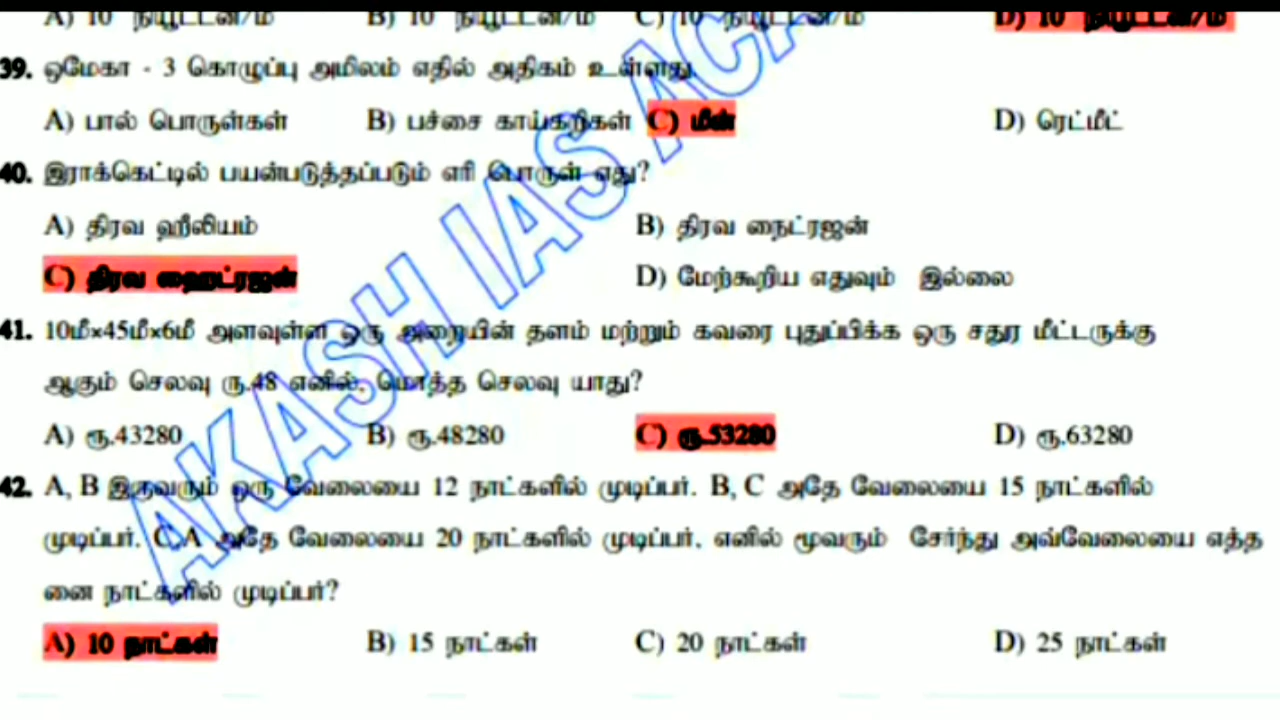 39. ஒமேகா - 3 கொழுப்பு அமிலம் எதில் அதிகம் உள்ளது.
A) பால் பொருள்கள் B) பச்சை காய்கறிகள் C) மீன் D) ரெட்மீட்
40. இராக்கெட்டில் பயன்படுத்தப்படும் எரி பொருள் எது?
A) திரவ ஹீலியம் B) திரவ நைட்ரஜன்
C) திரவ ஹைட்ரஜன் D) மேற்கூறிய எதுவும் இல்லை
41. 10மீ×45மீ×6மீ அளவுள்ள ஒரு அறையின் தளம் மற்றும் கவரை புதுப்பிக்க ஒரு சதுர மீட்டருக்கு
ஆகும் செலவு ரு.48 எனில், மொத்த செலவு யாது?
A) ரூ.43280 B) ரூ.48280 C) ரூ.53280 D) ரூ.63280
42. A, B இருவரும் ஒரு வேலையை 12 நாட்களில் முடிப்பர். B, C அதே வேலையை 15 நாட்களில்
முடிப்பர். C,A அதே வேலையை 20 நாட்களில் முடிப்பர். எனில் மூவரும் சேர்ந்து அவ்வேலையை எத்த
னை நாட்களில் முடிப்பர்?
A) 10 நாட்கள் B) 15 நாட்கள் C) 20 நாட்கள் D) 25 நாட்கள்
AKASH IAS ACA